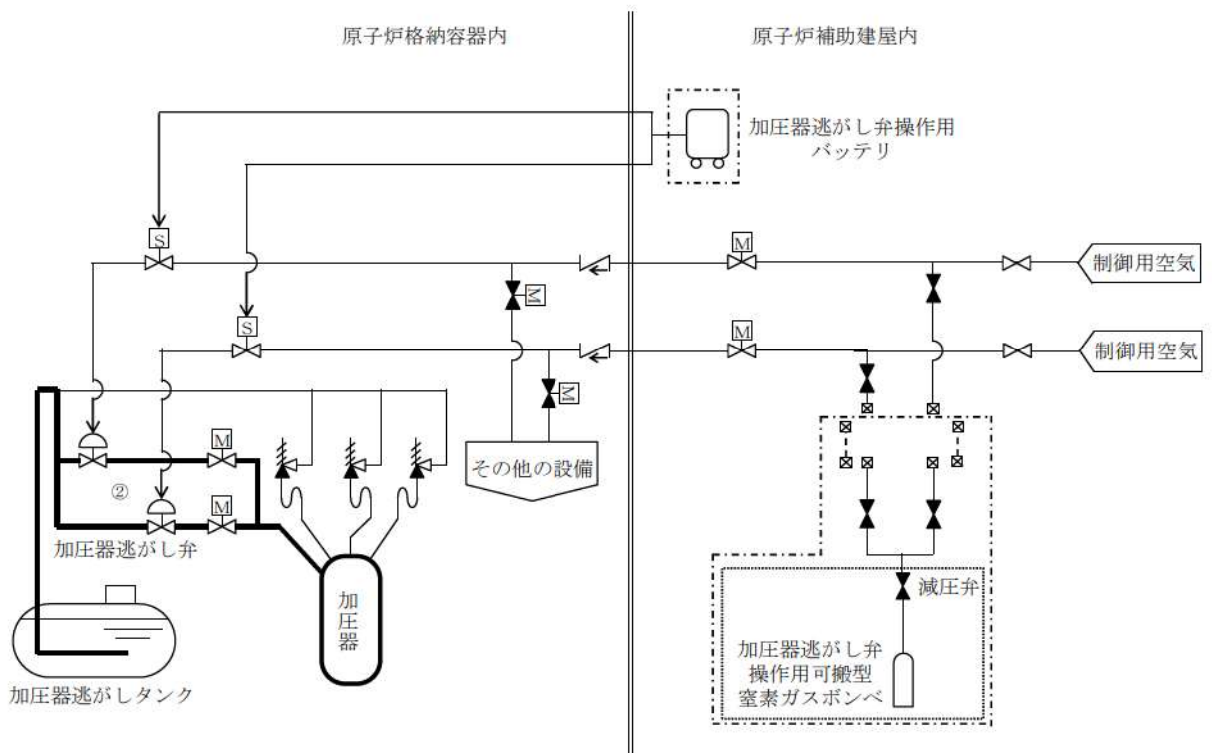 原子炉格納容器内
原子炉補助建屋内
加圧器逃がし弁操作用
バッテリ
S
M
制御用空気
M
S
M
制御用空気
M
M
M
その他の設備
②
M
加圧器逃がし弁
加圧器
減圧弁
加圧器逃がし弁
操作用可搬型
窒素ガスボンベ
加圧器逃がしタンク